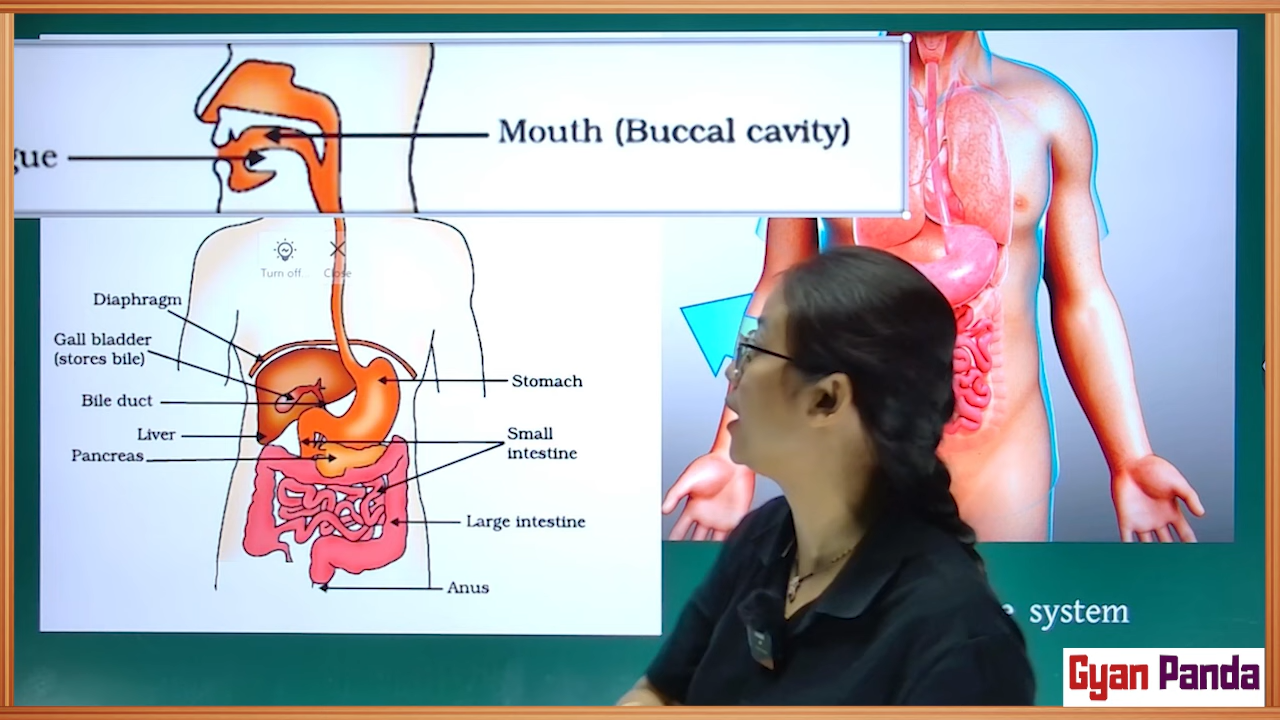 Mouth (Buccal cavity)
gue
Turn off...
Close
Diaphragm
Gall bladder
(stores bile)
Bile duct
Liver
Pancreas
Stomach
Small
intestine
Large intestine
Anus
system
Gyan Panda